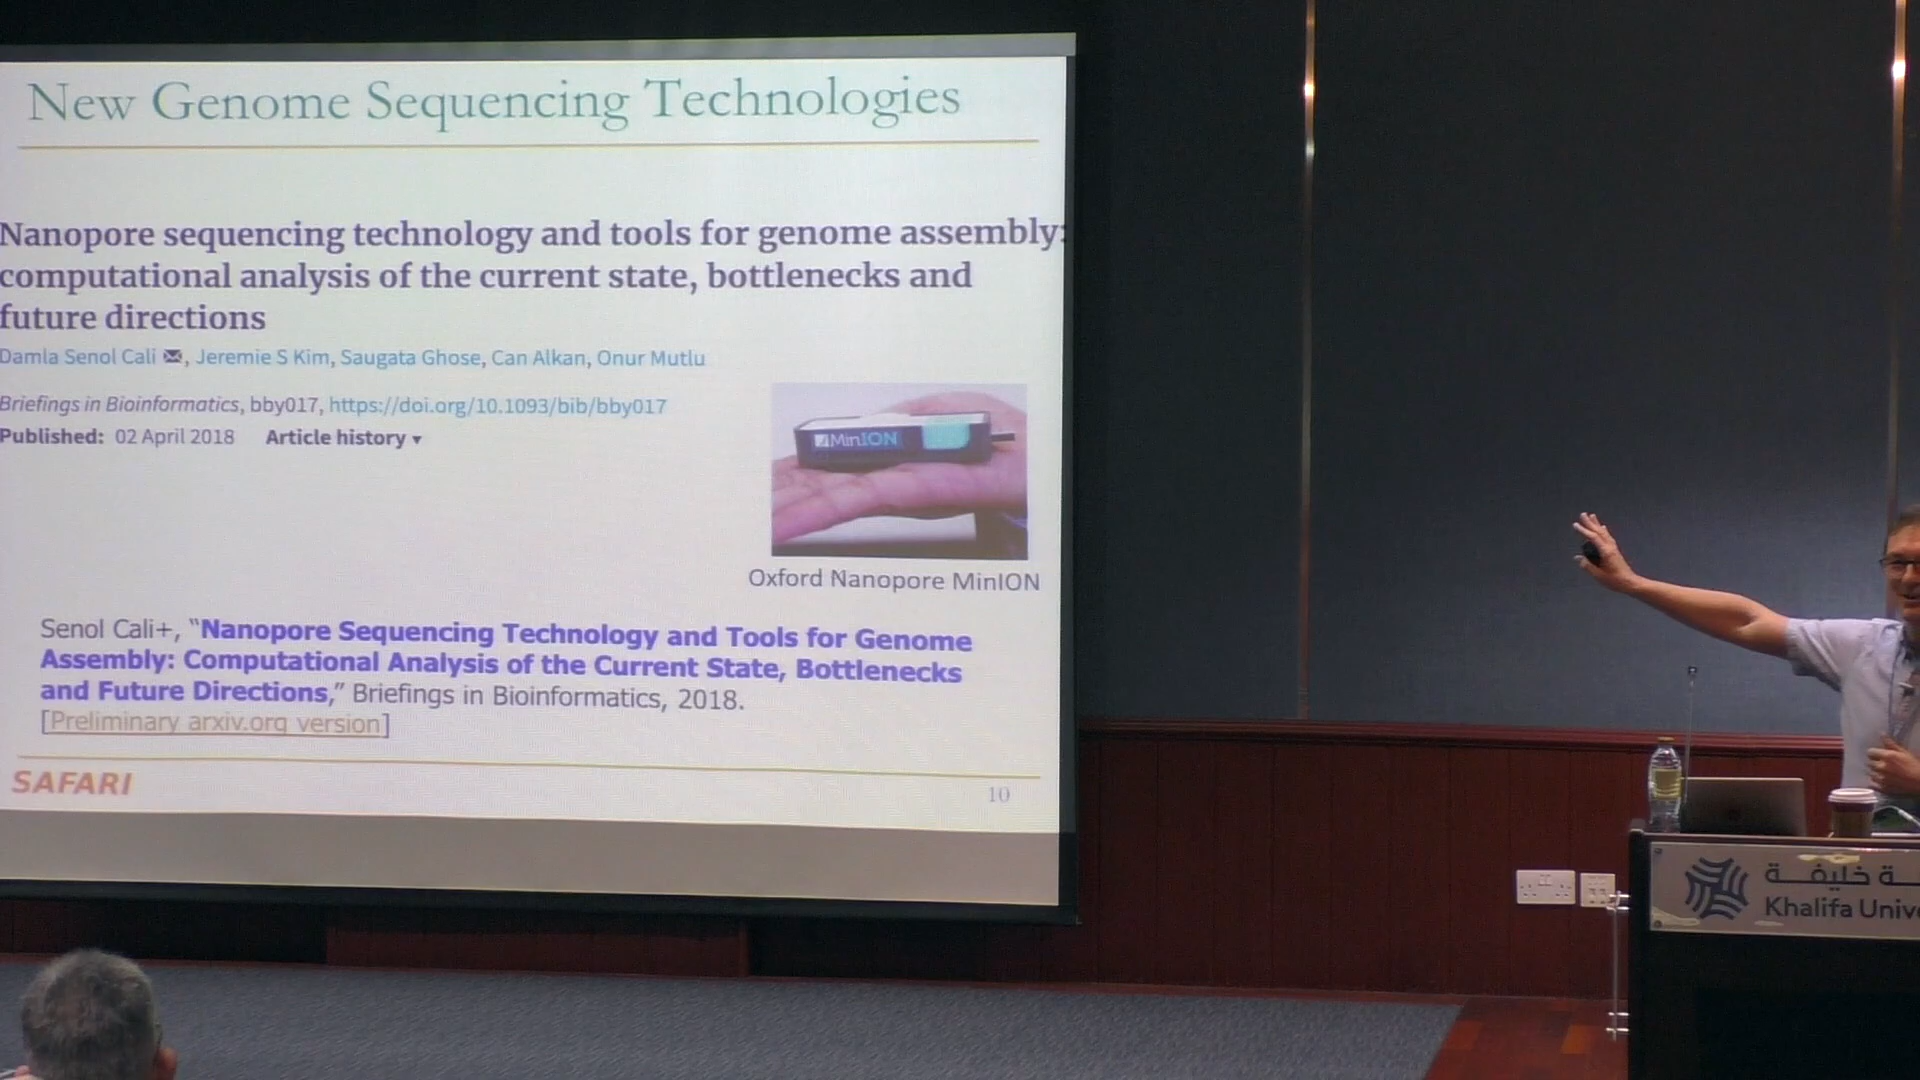 New Genome Sequencing Technologies
Nanopore sequencing technology and tools for genome assembly:
computational analysis of the current state, bottlenecks and
future directions
Damla Senol Cali ✉, Jeremie S Kim, Saugata Ghose, Can Alkan, Onur Mutlu
Briefings in Bioinformatics, bby017, https://doi.org/10.1093/bib/bby017
Published: 02 April 2018 Article history ▾
MinION
Oxford Nanopore MinION
Senol Cali+, "Nanopore Sequencing Technology and Tools for Genome
Assembly: Computational Analysis of the Current State, Bottlenecks
and Future Directions," Briefings in Bioinformatics, 2018.
[Preliminary arxiv.org version]
SAFARI
10
ـة خليفة
Khalifa Unive